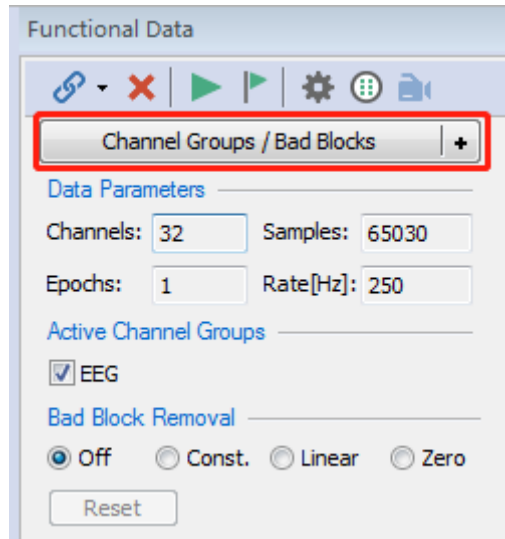 Functional Data
Channel Groups / Bad Blocks +
Data Parameters
Channels: 32 Samples: 65030
Epochs: 1 Rate[Hz]: 250
Active Channel Groups
EEG
Bad Block Removal
Off Const. Linear Zero
Reset